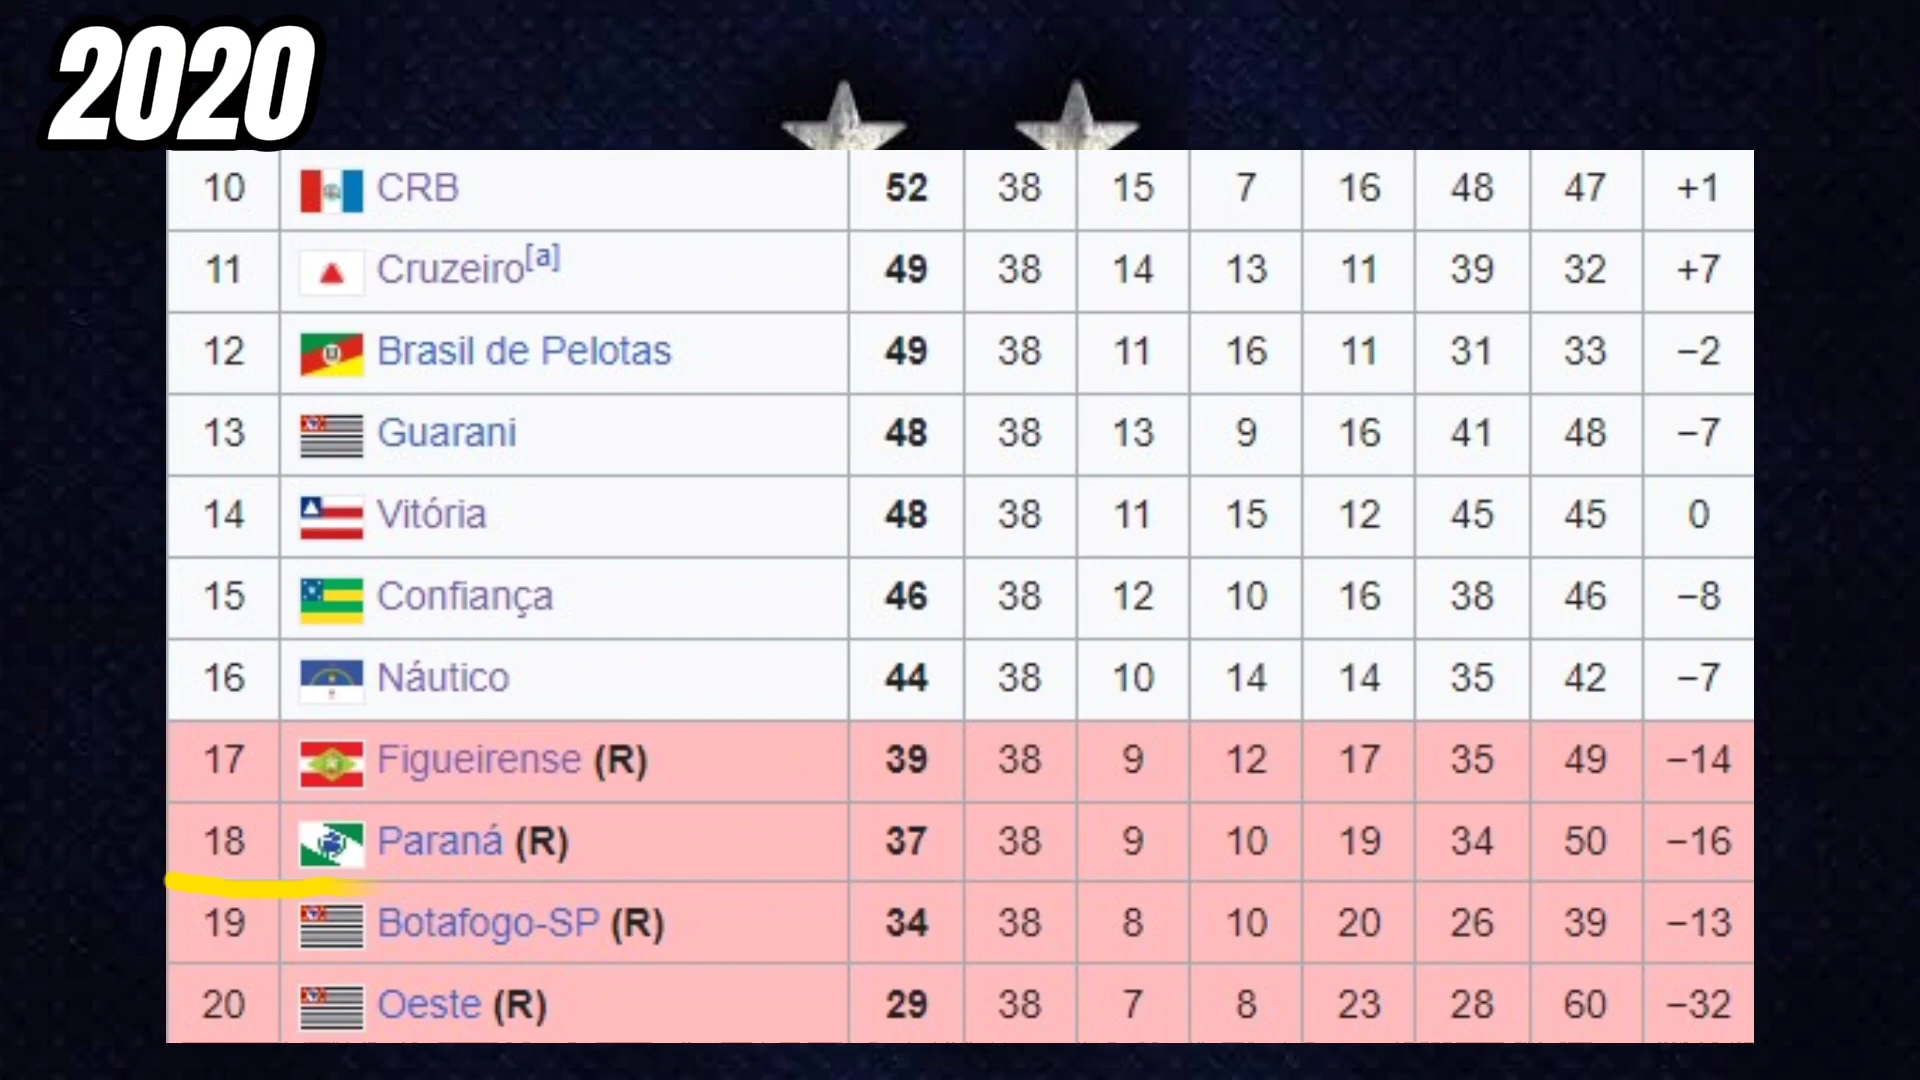 2020
10 CRB 52 38 15 7 16 48 47 +1
11 Cruzeiro[a] 49 38 14 13 11 39 32 +7
12 Brasil de Pelotas 49 38 11 16 11 31 33 −2
13 Guarani 48 38 13 9 16 41 48 −7
14 Vitória 48 38 11 15 12 45 45 0
15 Confiança 46 38 12 10 16 38 46 −8
16 Náutico 44 38 10 14 14 35 42 −7
17 Figueirense (R) 39 38 9 12 17 35 49 −14
18 Paraná (R) 37 38 9 10 19 34 50 −16
19 Botafogo-SP (R) 34 38 8 10 20 26 39 −13
20 Oeste (R) 29 38 7 8 23 28 60 −32